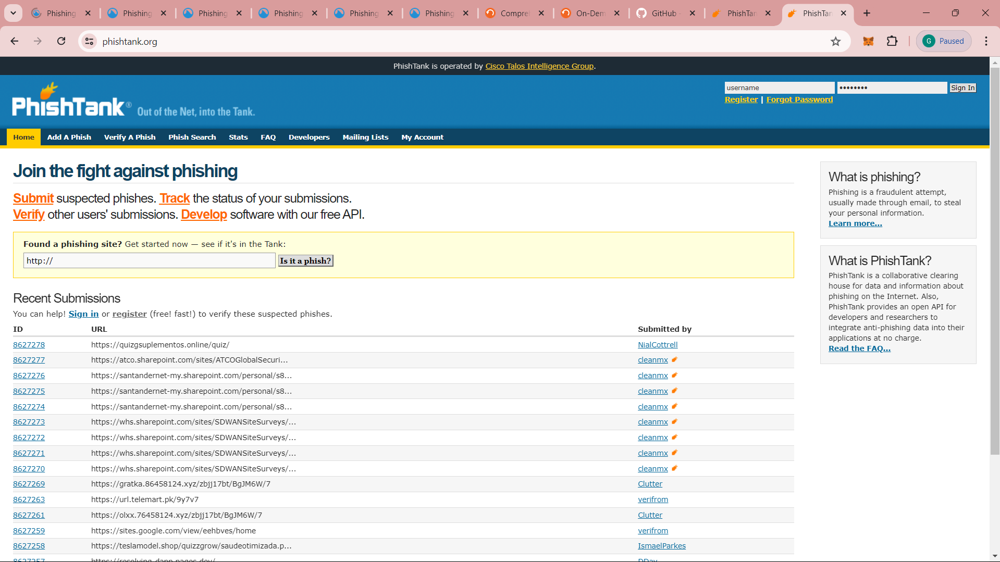 Phishing
Phishing
Phishing
Phishing
Phishing
Phishing
Compre
On-Dem
GitHub -
PhishTan
PhishTan
phishtank.org
G Paused
PhishTank is operated by Cisco Talos Intelligence Group.
PhishTank® Out of the Net, into the Tank.
username •••••••• Sign In
Register | Forgot Password
Home Add A Phish Verify A Phish Phish Search Stats FAQ Developers Mailing Lists My Account
Join the fight against phishing
Submit suspected phishes. Track the status of your submissions.
Verify other users' submissions. Develop software with our free API.
Found a phishing site? Get started now — see if it's in the Tank:
http:// Is it a phish?
Recent Submissions
You can help! Sign in or register (free! fast!) to verify these suspected phishes.
ID URL Submitted by
8627278 https://quizgsuplementos.online/quiz/ NialCottrell
8627277 https://atco.sharepoint.com/sites/ATCOGlobalSecuri... cleanmx
8627276 https://santandernet-my.sharepoint.com/personal/s8... cleanmx
8627275 https://santandernet-my.sharepoint.com/personal/s8... cleanmx
8627274 https://santandernet-my.sharepoint.com/personal/s8... cleanmx
8627273 https://whs.sharepoint.com/sites/SDWANSiteSurveys/... cleanmx
8627272 https://whs.sharepoint.com/sites/SDWANSiteSurveys/... cleanmx
8627271 https://whs.sharepoint.com/sites/SDWANSiteSurveys/... cleanmx
8627270 https://whs.sharepoint.com/sites/SDWANSiteSurveys/... cleanmx
8627269 https://gratka.86458124.xyz/zbjj17bt/BgJM6W/7 Clutter
8627263 https://url.telemart.pk/9y7v7 verifrom
8627261 https://olxx.76458124.xyz/zbjj17bt/BgJM6W/7 Clutter
8627259 https://sites.google.com/view/eehbves/home verifrom
8627258 https://teslamodel.shop/quizzgrow/saudeotimizada.p... IsmaelParkes
8627257 https://resolving-dapp.pages.dev/ DDay
What is phishing?
Phishing is a fraudulent attempt,
usually made through email, to steal
your personal information.
Learn more...
What is PhishTank?
PhishTank is a collaborative clearing
house for data and information about
phishing on the Internet. Also,
PhishTank provides an open API for
developers and researchers to
integrate anti-phishing data into their
applications at no charge.
Read the FAQ...